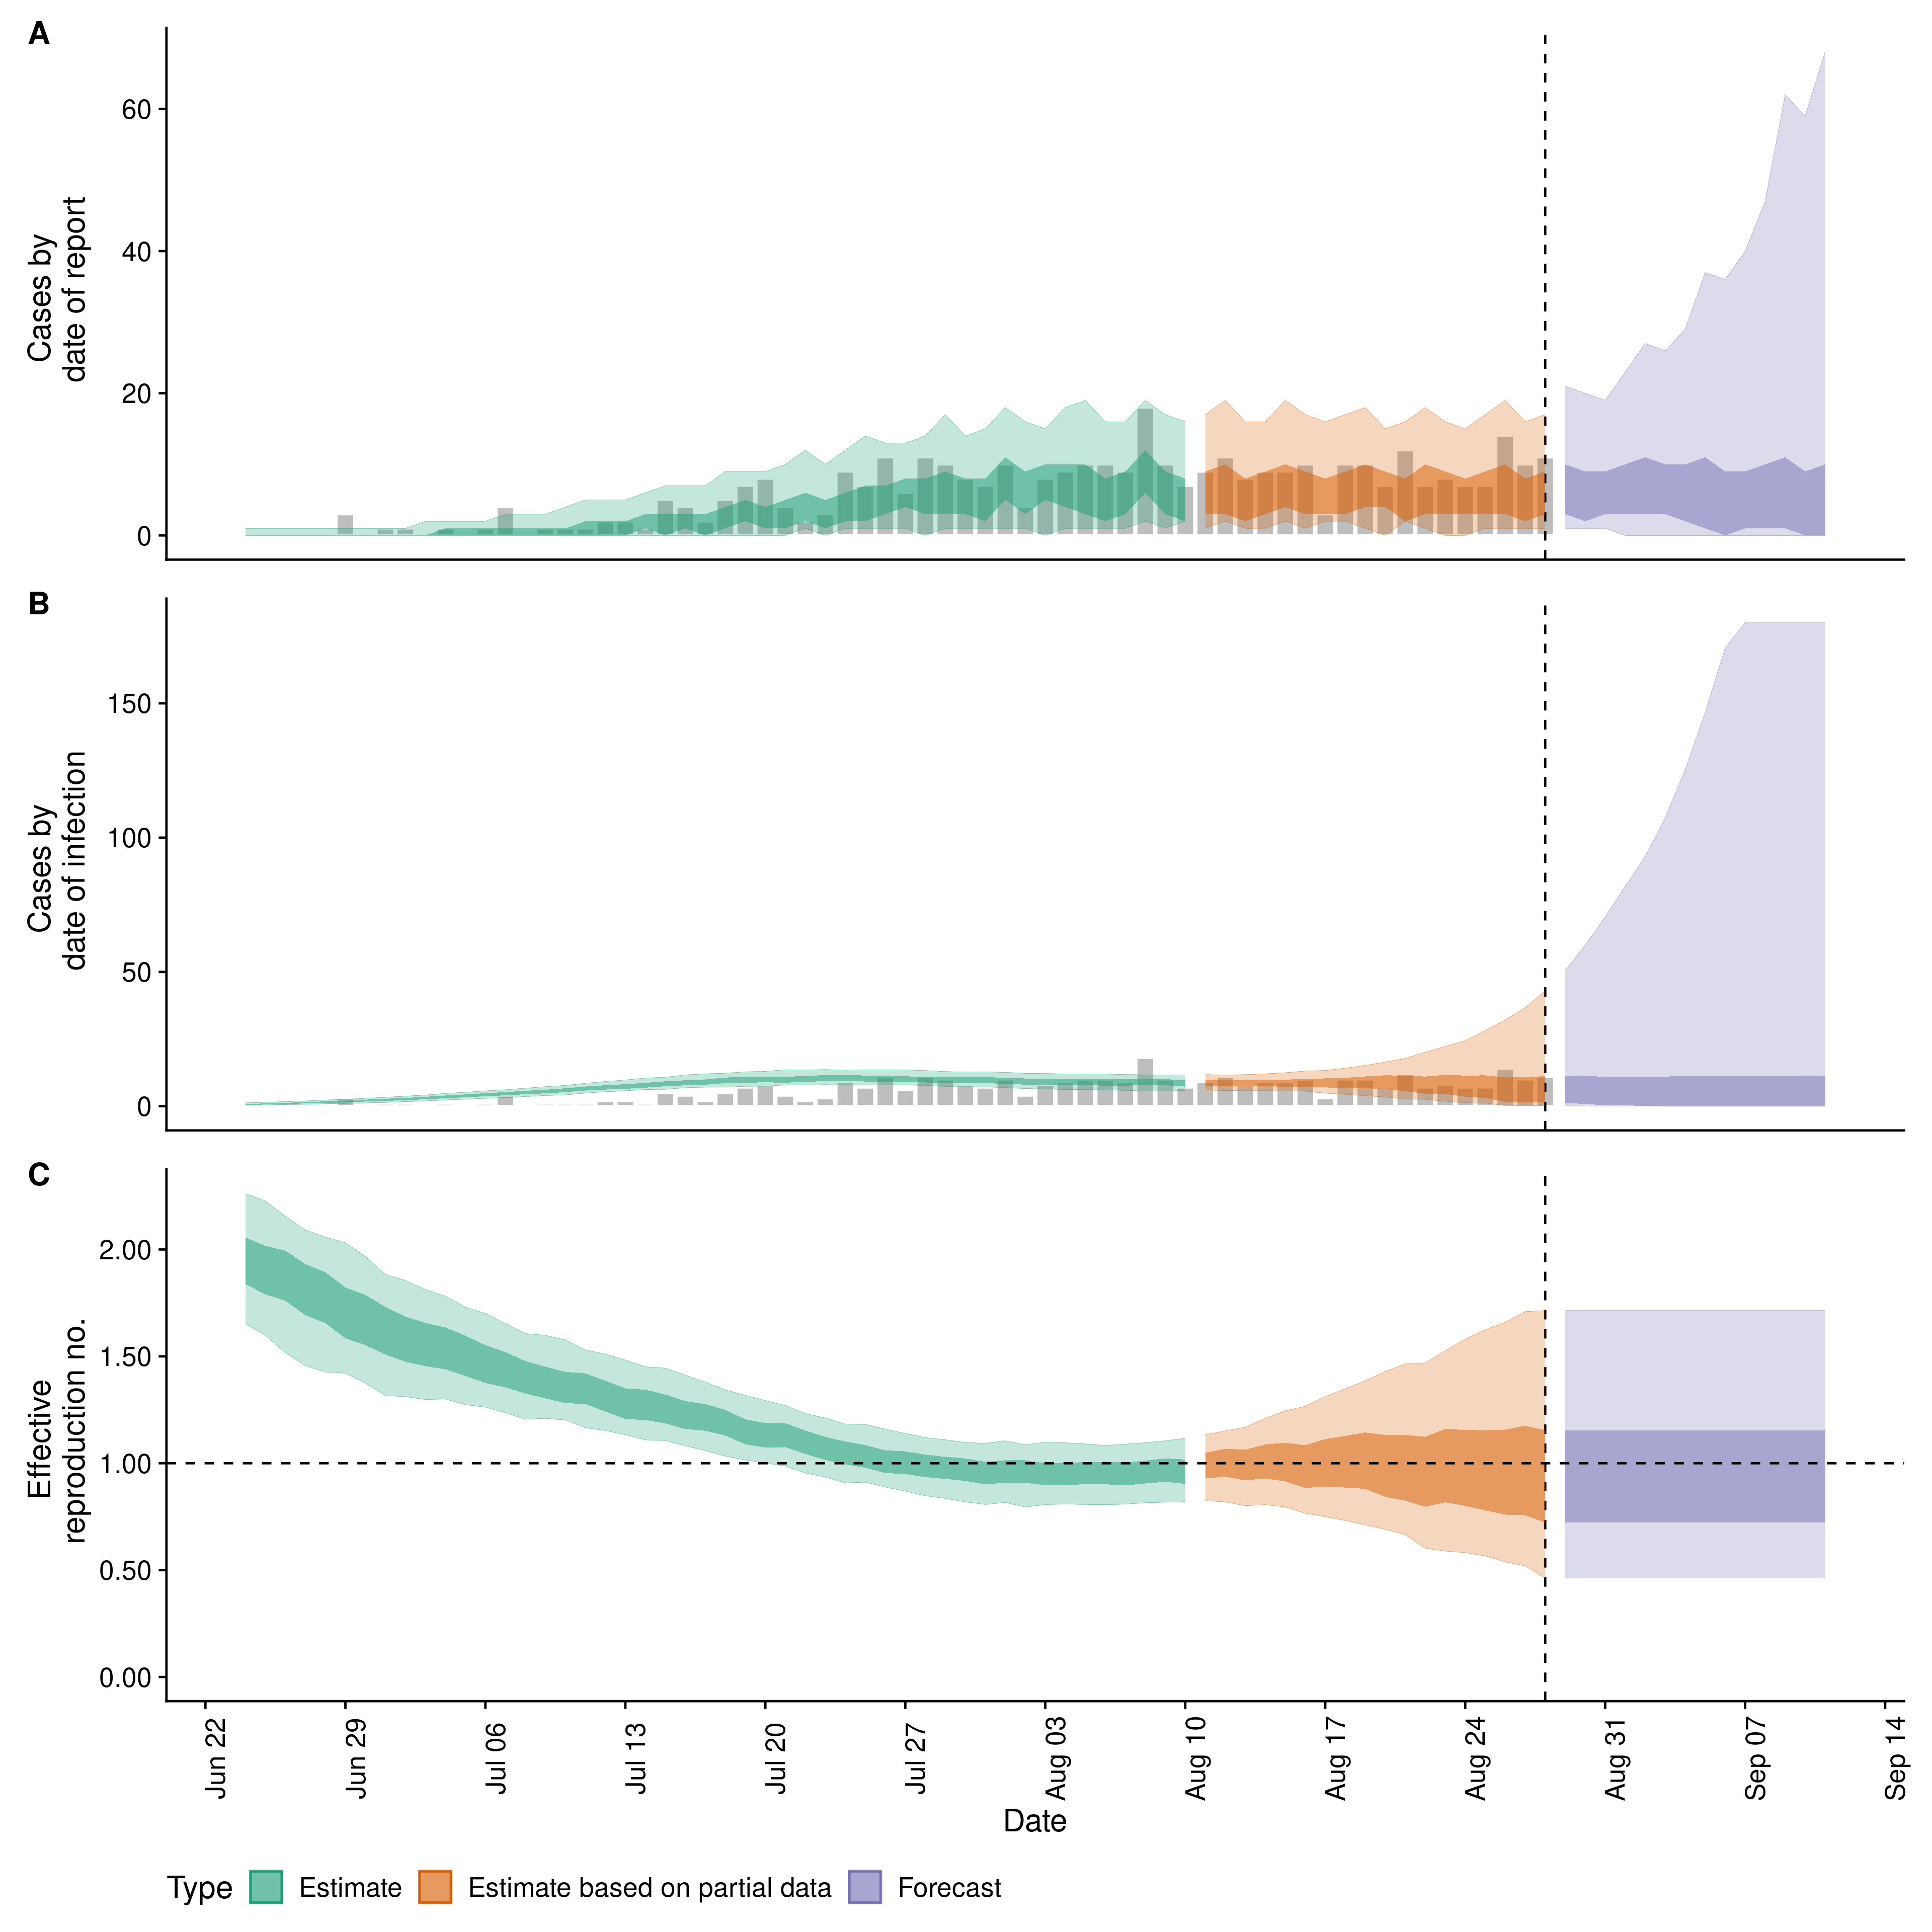 A
60
40
20
0
Cases by
date of report
B
150
100
50
0
Cases by
date of infection
C
2.00
1.50
1.00
0.50
0.00
Effective
reproduction no.
Jun 22
Jun 29
Jul 06
Jul 13
Jul 20
Jul 27
Aug 03
Aug 10
Aug 17
Aug 24
Aug 31
Sep 07
Sep 14
Date
Type Estimate Estimate based on partial data Forecast